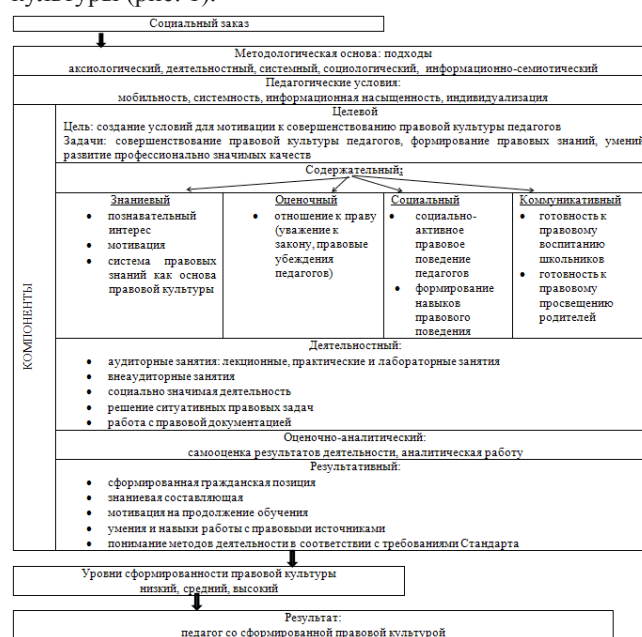 культуры (рис. 1).
Социальный заказ
Методологическая основа: подходы
аксиологический, деятельностный, системный, социологический, информационно-семиотический
Педагогические условия:
мобильность, системность, информационная насыщенность, индивидуализация
КОМПОНЕНТЫ
Целевой
Цель: создание условий для мотивации к совершенствованию правовой культуры педагогов
Задачи: совершенствование правовой культуры педагогов, формирование правовых знаний, умений
развитие профессионально значимых качеств
Содержательный:
Знаниевый
• познавательный
интерес
• мотивация
• система правовых
знаний как основа
правовой культуры
Оценочный
• отношение к праву
(уважение к
закону, правовые
убеждения
педагогов)
Социальный
• социально-
активное
правовое
поведение
педагогов
• формирование
навыков
правового
поведения
Коммуникативный
• готовность к
правовому
воспитанию
школьников
• готовность к
правовому
просвещению
родителей
Деятельностный:
• аудиторные занятия: лекционные, практические и лабораторные занятия
• внеаудиторные занятия
• социально значимая деятельность
• решение ситуативных правовых задач
• работа с правовой документацией
Оценочно-аналитический:
самооценка результатов деятельности, аналитическая работу
Результативный:
• сформированная гражданская позиция
• знаниевая составляющая
• мотивация на продолжение обучения
• умения и навыки работы с правовыми источниками
• понимание методов деятельности в соответствии с требованиями Стандарта
Уровни сформированности правовой культуры
низкий, средний, высокий
Результат:
педагог со сформированной правовой культурой